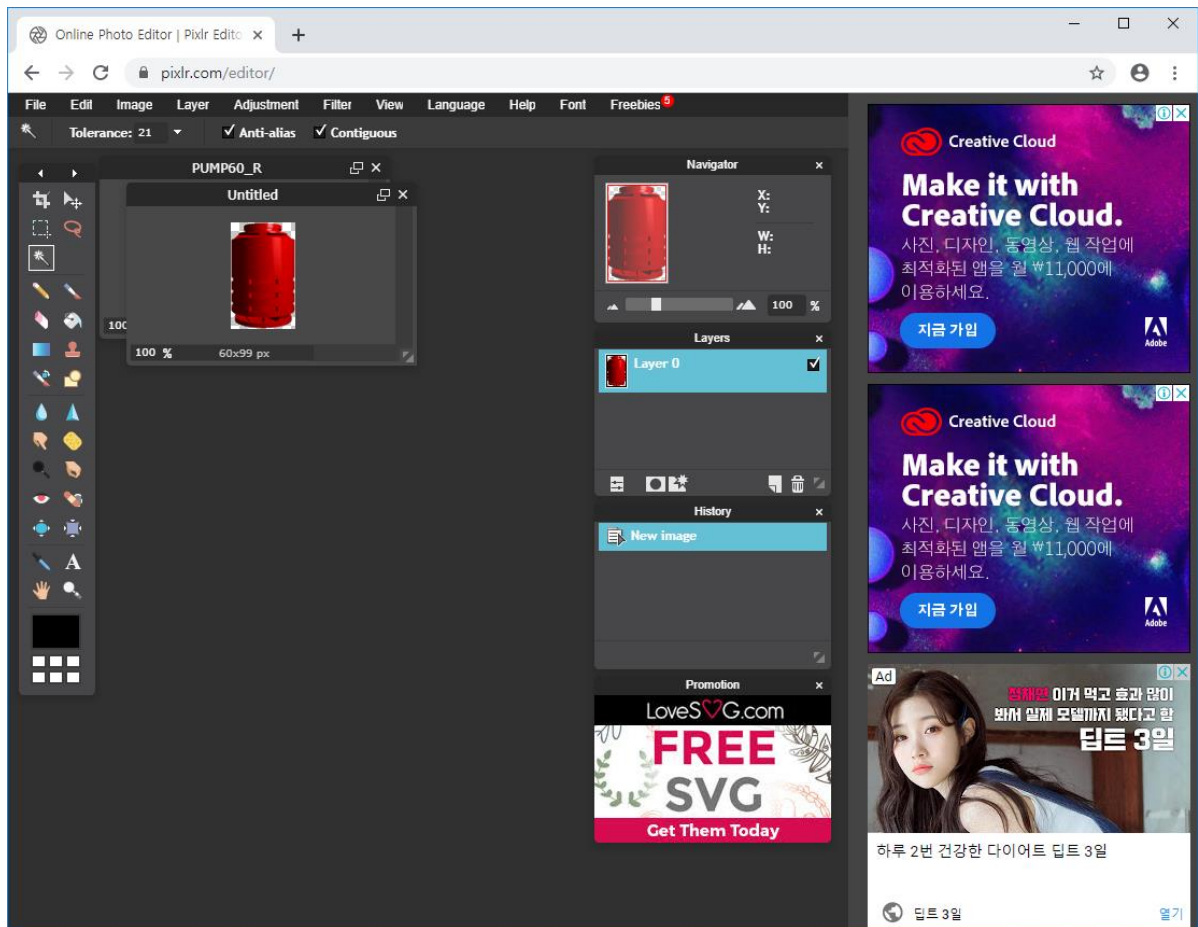 Online Photo Editor | Pixlr Edito
pixlr.com/editor/
File Edit Image Layer Adjustment Filter View Language Help Font Freebies 5
Tolerance: 21 Anti-alias Contiguous
PUMP60_R
Untitled
100
100 % 60x99 px
Navigator
X:
Y:
W:
H:
100 %
Layers
Layer 0
History
New image
Promotion
LoveSVG.com
FREE
SVG
Get Them Today
Creative Cloud
Make it with
Creative Cloud.
사진, 디자인, 동영상, 웹 작업에
최적화된 앱을 월 ₩11,000에
이용하세요.
지금 가입
Adobe
Creative Cloud
Make it with
Creative Cloud.
사진, 디자인, 동영상, 웹 작업에
최적화된 앱을 월 ₩11,000에
이용하세요.
지금 가입
Adobe
Ad
정채연 이거 먹고 효과 많이
봐서 실제 모델까지 됐다고 함
딥트 3일
하루 2번 건강한 다이어트 딥트 3일
딥트 3일
열기
A